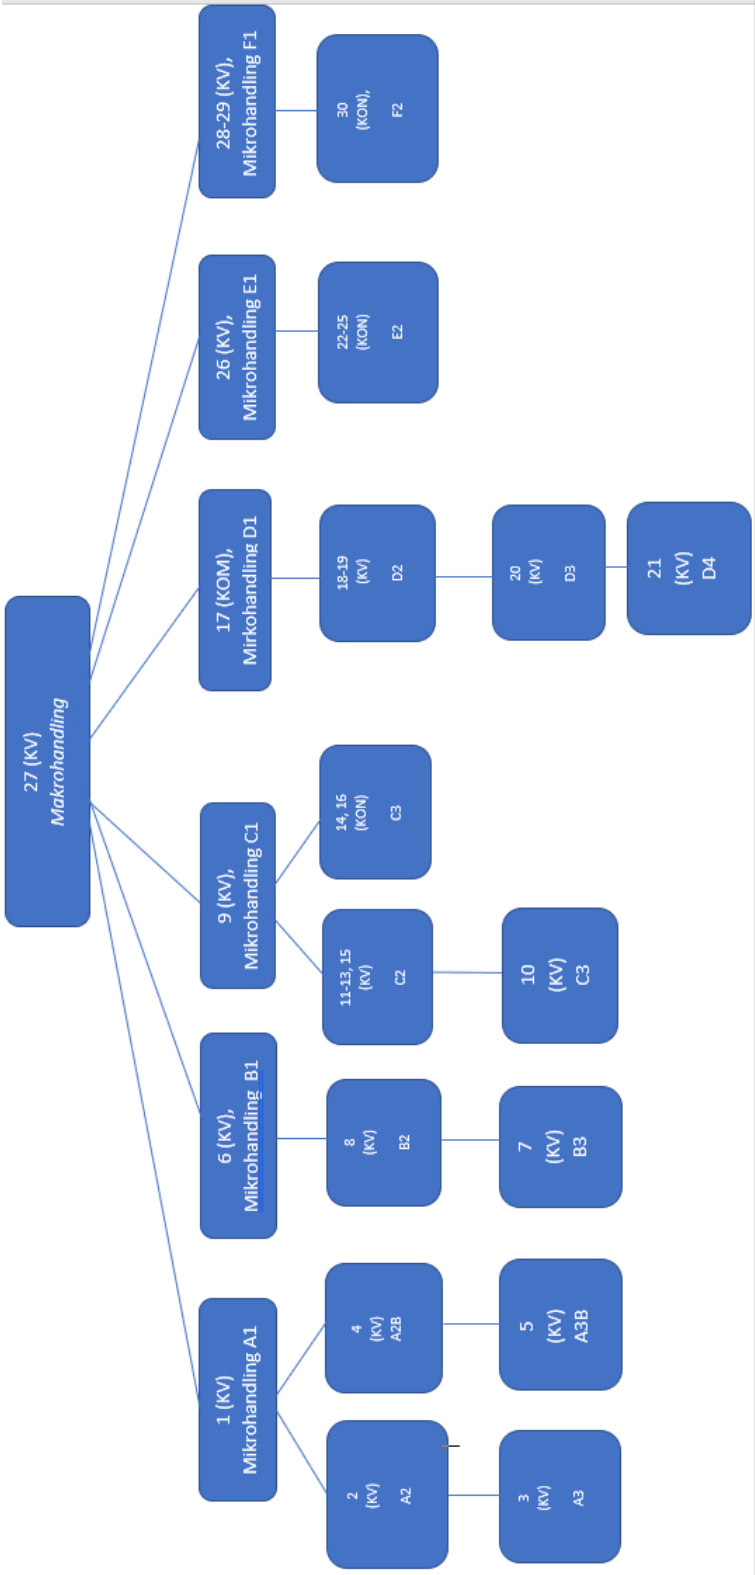 27 (KV)
Makrohandling
1 (KV)
Mikrohandling A1
6 (KV),
Mikrohandling B1
9 (KV),
Mikrohandling C1
17 (KOM),
Mirkohandling D1
26 (KV),
Mikrohandling E1
28-29 (KV),
Mikrohandling F1
2
(KV)
A2
4
(KV)
A2B
8
(KV)
B2
11-13, 15
(KV)
C2
14, 16
(KON)
C3
18-19
(KV)
D2
22-25
(KON)
E2
30
(KON),
F2
3
(KV)
A3
5
(KV)
A3B
7
(KV)
B3
10
(KV)
C3
20
(KV)
D3
21
(KV)
D4